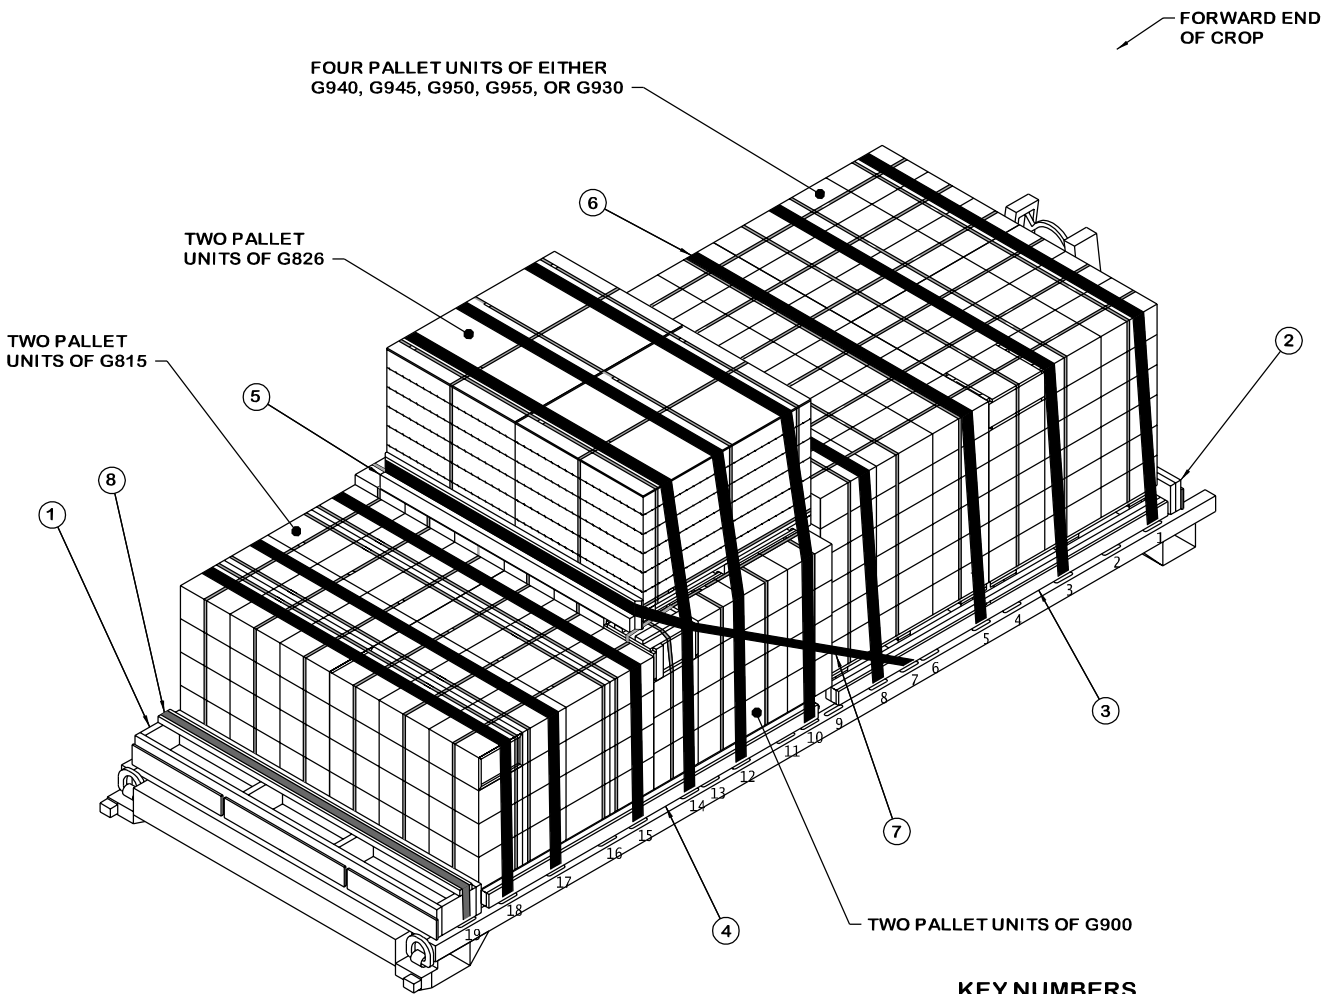 FORWARD END
OF CROP
FOUR PALLET UNITS OF EITHER
G940, G945, G950, G955, OR G930
6
TWO PALLET
UNITS OF G826
TWO PALLET
UNITS OF G815
2
5
8
1
1
2
3
4
5
6
7
8
9
10
11
12
13
14
15
16
17
18
19
3
7
4
TWO PALLET UNITS OF G900
KEY NUMBERS